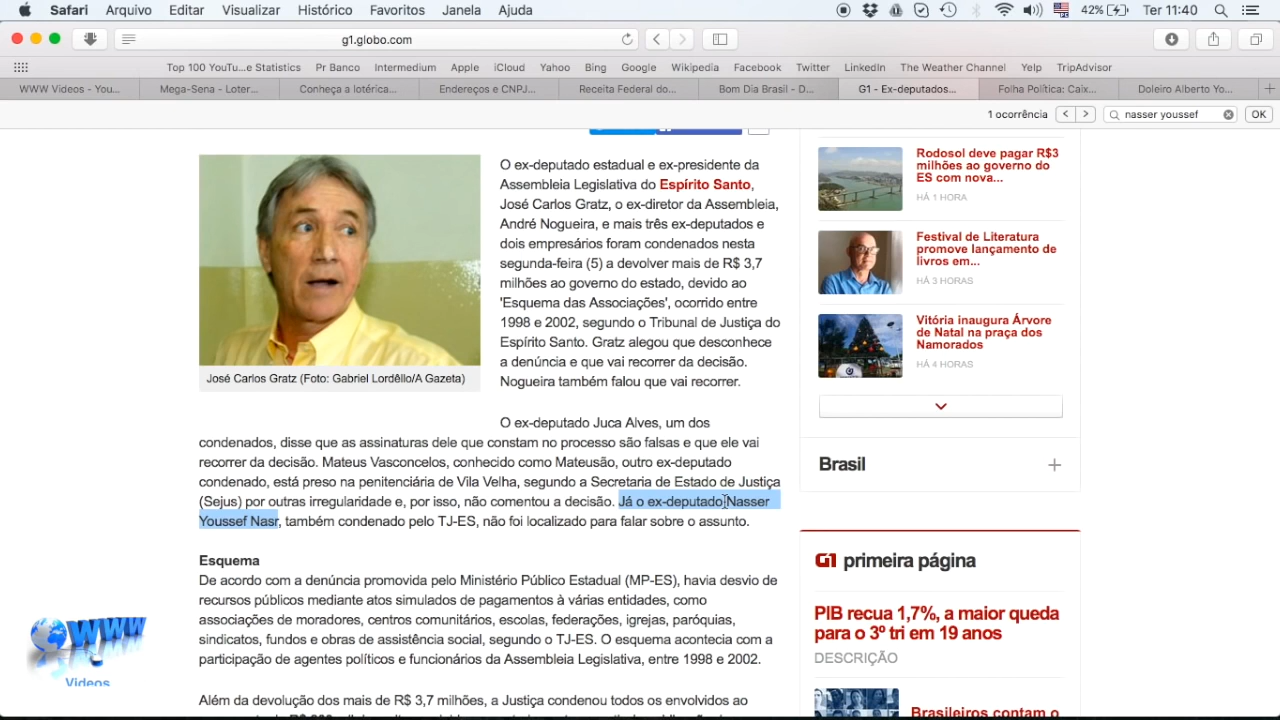 Safari Arquivo Editar Visualizar Histórico Favoritos Janela Ajuda
42% Ter 11:40
g1.globo.com
Top 100 YouTu...e Statistics Pr Banco Intermedium Apple iCloud Yahoo Bing Google Wikipedia Facebook Twitter LinkedIn The Weather Channel Yelp TripAdvisor
WWW Videos - You... Mega-Sena - Loter... Conheça a lotérica... Endereços e CNPJ... Receita Federal do... Bom Dia Brasil - D... G1 - Ex-deputados... Folha Política: Caix... Doleiro Alberto Yo...
1 ocorrência nasser youssef OK
O ex-deputado estadual e ex-presidente da
Assembleia Legislativa do Espírito Santo,
José Carlos Gratz, o ex-diretor da Assembleia,
André Nogueira, e mais três ex-deputados e
dois empresários foram condenados nesta
segunda-feira (5) a devolver mais de R$ 3,7
milhões ao governo do estado, devido ao
'Esquema das Associações', ocorrido entre
1998 e 2002, segundo o Tribunal de Justiça do
Espírito Santo. Gratz alegou que desconhece
a denúncia e que vai recorrer da decisão.
Nogueira também falou que vai recorrer.
José Carlos Gratz (Foto: Gabriel Lordêllo/A Gazeta)
O ex-deputado Juca Alves, um dos
condenados, disse que as assinaturas dele que constam no processo são falsas e que ele vai
recorrer da decisão. Mateus Vasconcelos, conhecido como Mateusão, outro ex-deputado
condenado, está preso na penitenciária de Vila Velha, segundo a Secretaria de Estado de Justiça
(Sejus) por outras irregularidade e, por isso, não comentou a decisão. Já o ex-deputado Nasser
Youssef Nasr, também condenado pelo TJ-ES, não foi localizado para falar sobre o assunto.
Esquema
De acordo com a denúncia promovida pelo Ministério Público Estadual (MP-ES), havia desvio de
recursos públicos mediante atos simulados de pagamentos à várias entidades, como
associações de moradores, centros comunitários, escolas, federações, igrejas, paróquias,
sindicatos, fundos e obras de assistência social, segundo o TJ-ES. O esquema acontecia com a
participação de agentes políticos e funcionários da Assembleia Legislativa, entre 1998 e 2002.
Além da devolução dos mais de R$ 3,7 milhões, a Justiça condenou todos os envolvidos ao
Rodosol deve pagar R$3
milhões ao governo do
ES com nova...
HÁ 1 HORA
Festival de Literatura
promove lançamento de
livros em...
HÁ 3 HORAS
Vitória inaugura Árvore
de Natal na praça dos
Namorados
HÁ 4 HORAS
Brasil
G1 primeira página
PIB recua 1,7%, a maior queda
para o 3º tri em 19 anos
DESCRIÇÃO
Brasileiros contam o
WWW
Videos